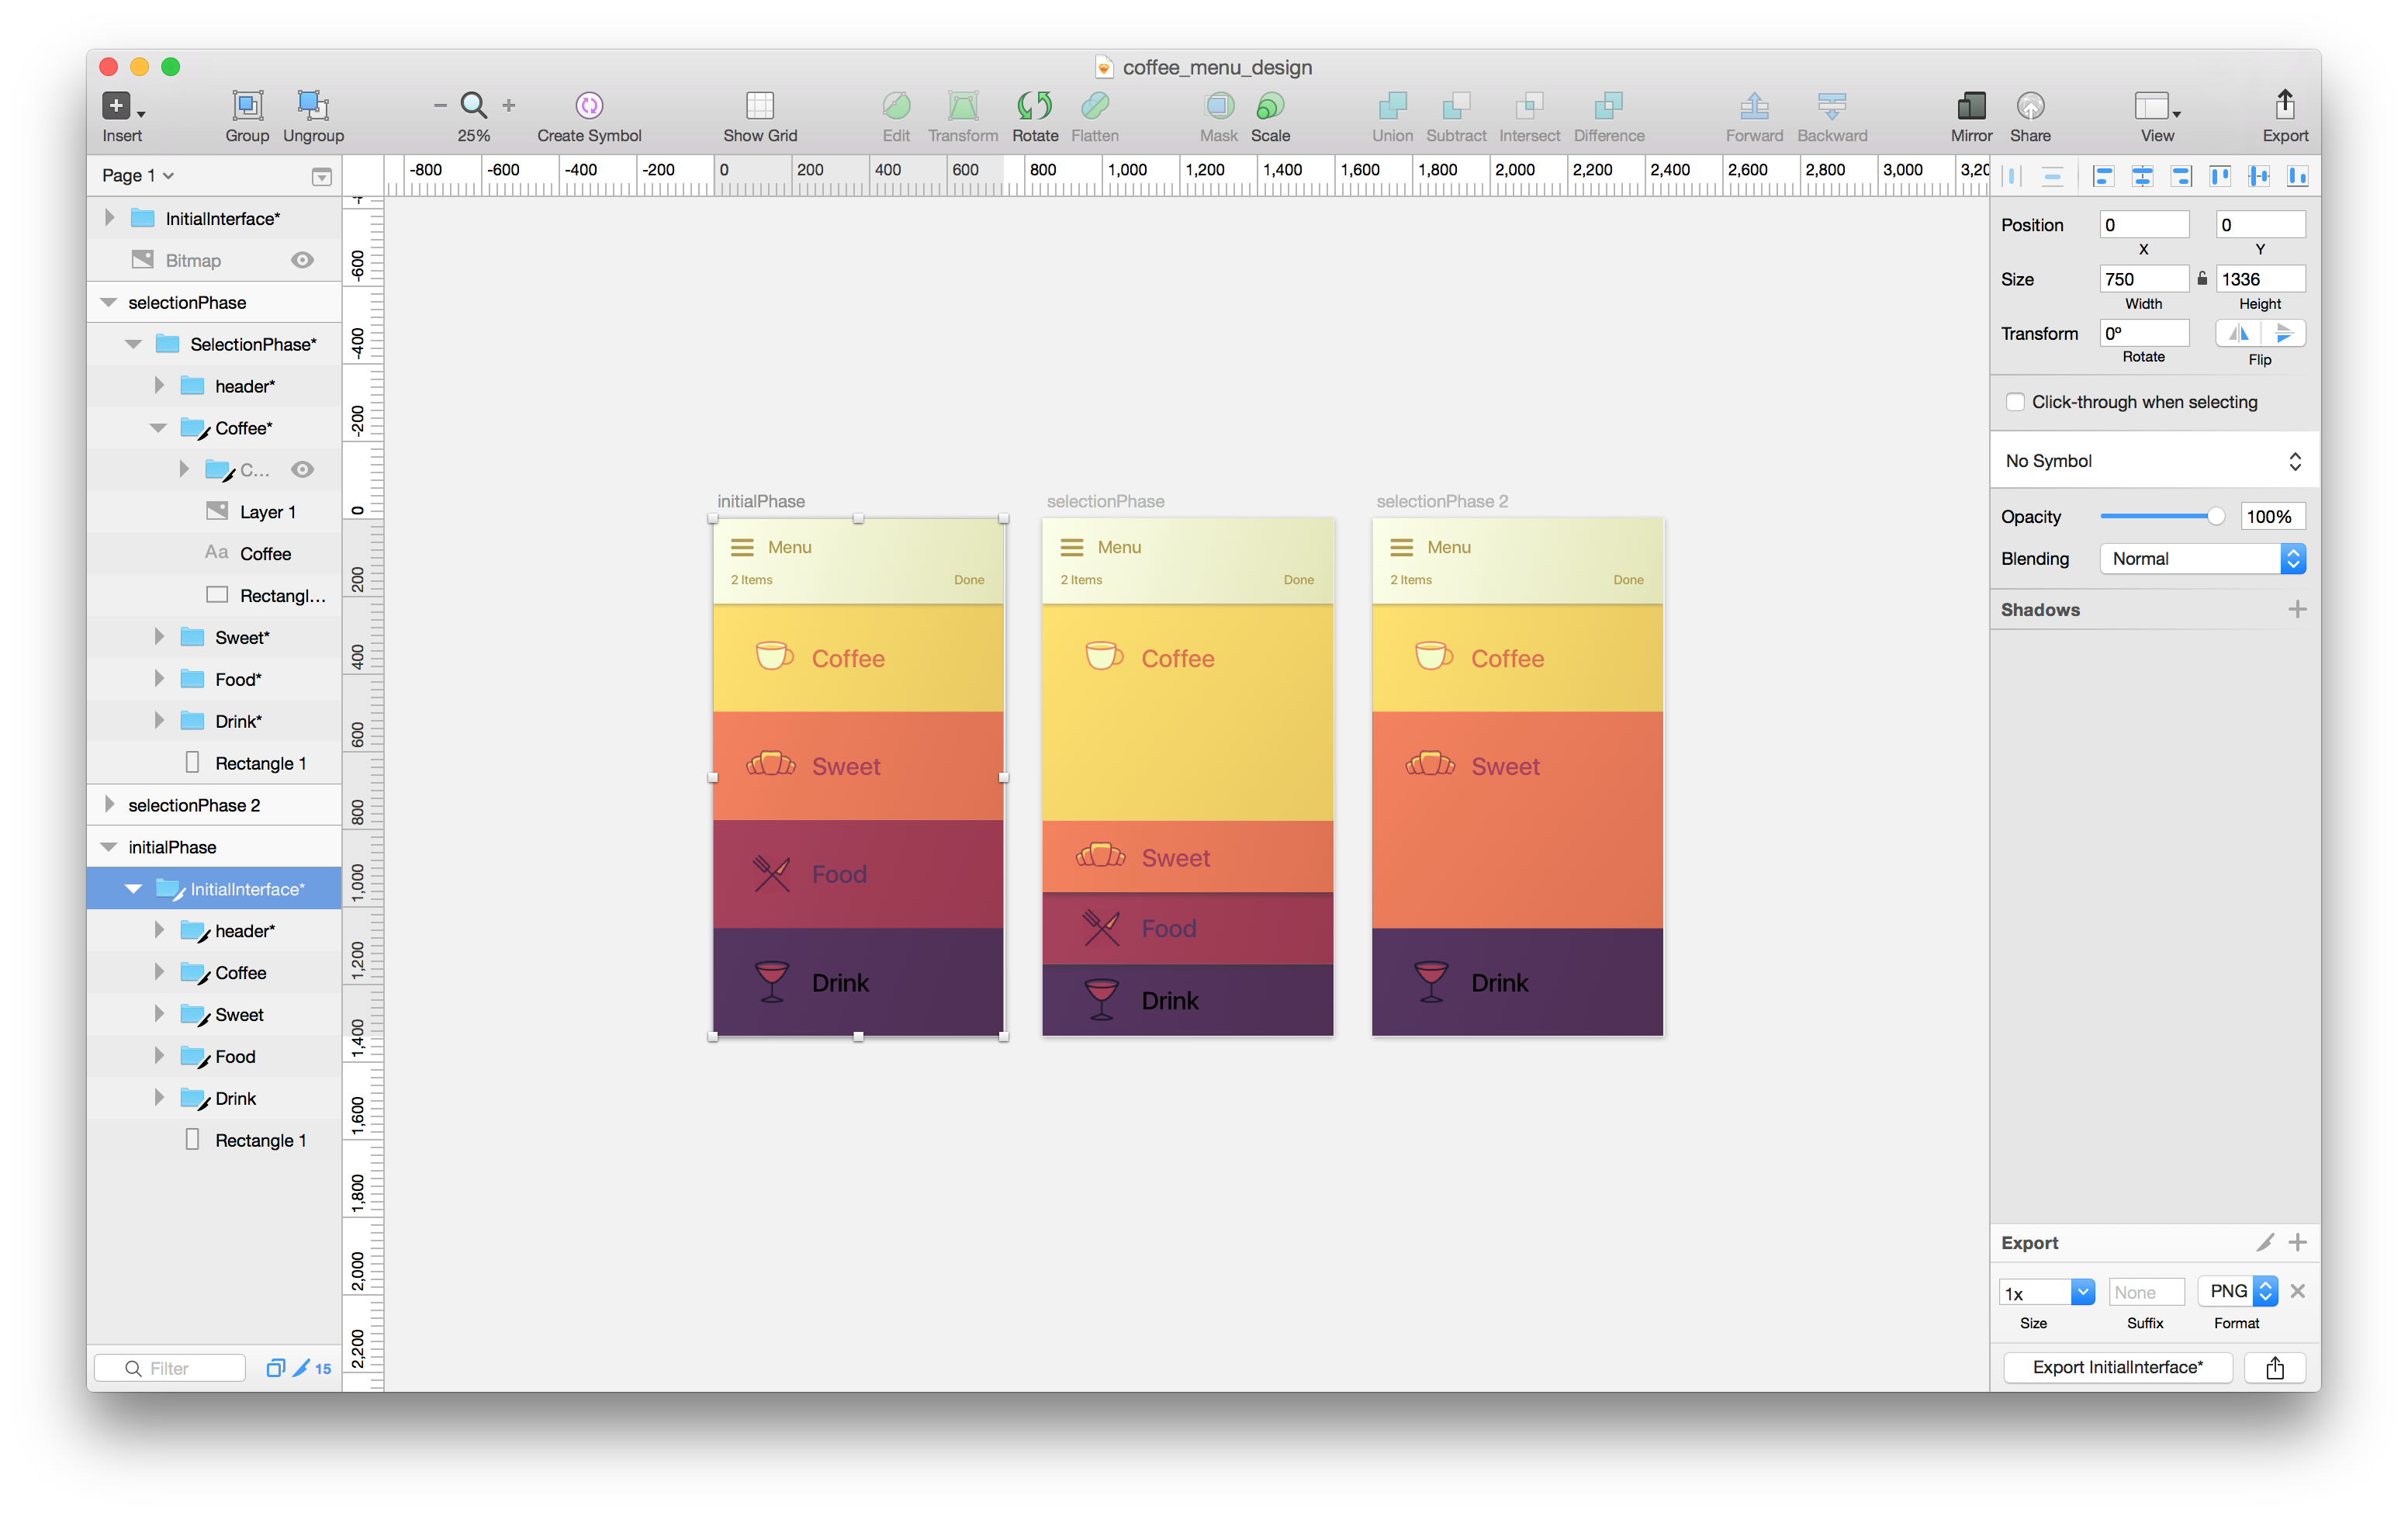 coffee_menu_design
Insert
Group
Ungroup
25%
Create Symbol
Show Grid
Edit
Transform
Rotate
Flatten
Mask
Scale
Union
Subtract
Intersect
Difference
Forward
Backward
Mirror
Share
View
Export
Page 1
InitialInterface*
Bitmap
selectionPhase
SelectionPhase*
header*
Coffee*
C...
Layer 1
Aa Coffee
Rectangl...
Sweet*
Food*
Drink*
Rectangle 1
selectionPhase 2
initialPhase
InitialInterface*
header*
Coffee
Sweet
Food
Drink
Rectangle 1
Filter
15
-800 -600 -400 -200 0 200 400 600 800 1,000 1,200 1,400 1,600 1,800 2,000 2,200 2,400 2,600 2,800 3,000 3,20
-600
-400
-200
0
200
400
600
800
1,000
1,200
1,400
1,600
1,800
2,000
2,200
initialPhase
Menu
2 Items Done
Coffee
Sweet
Food
Drink
selectionPhase
Menu
2 Items Done
Coffee
Sweet
Food
Drink
selectionPhase 2
Menu
2 Items Done
Coffee
Sweet
Drink
Position 0 0
X Y
Size 750 1336
Width Height
Transform 0º
Rotate Flip
Click-through when selecting
No Symbol
Opacity 100%
Blending Normal
Shadows
Export
1x None PNG
Size Suffix Format
Export InitialInterface*